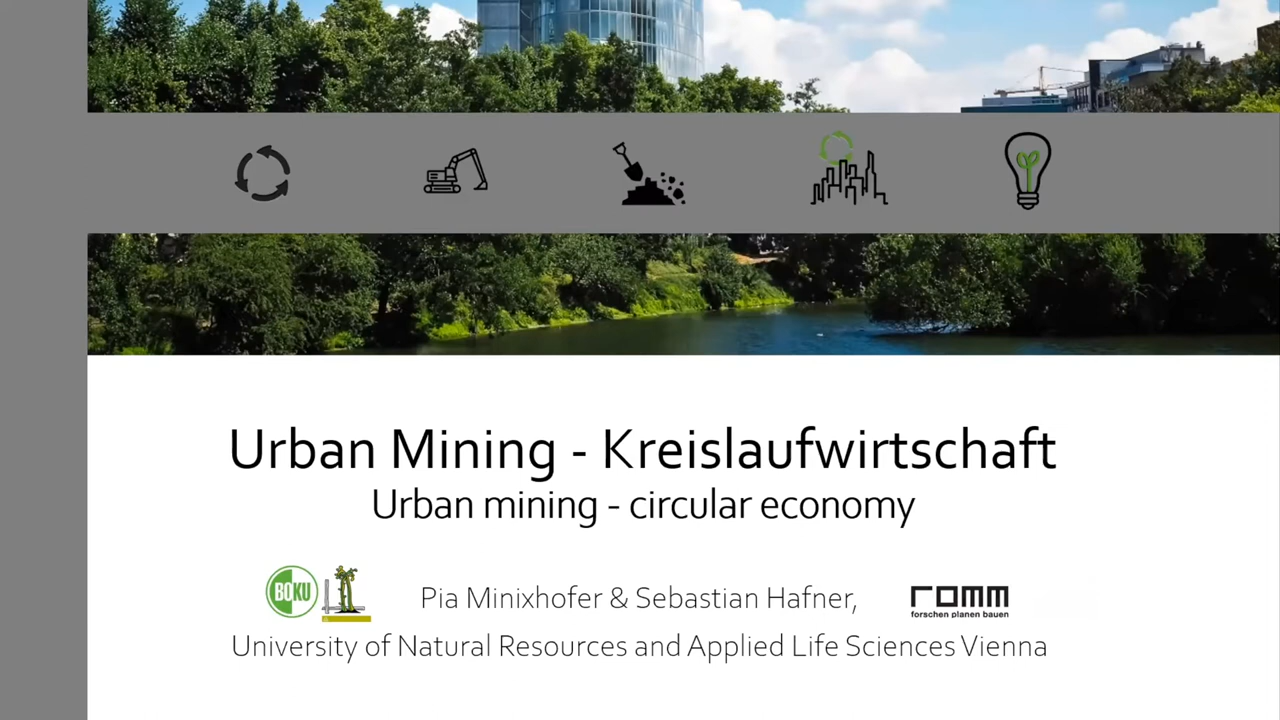 Urban Mining - Kreislaufwirtschaft
Urban mining - circular economy
BOKU
Pia Minixhofer & Sebastian Hafner,
romm
forschen planen bauen
University of Natural Resources and Applied Life Sciences Vienna